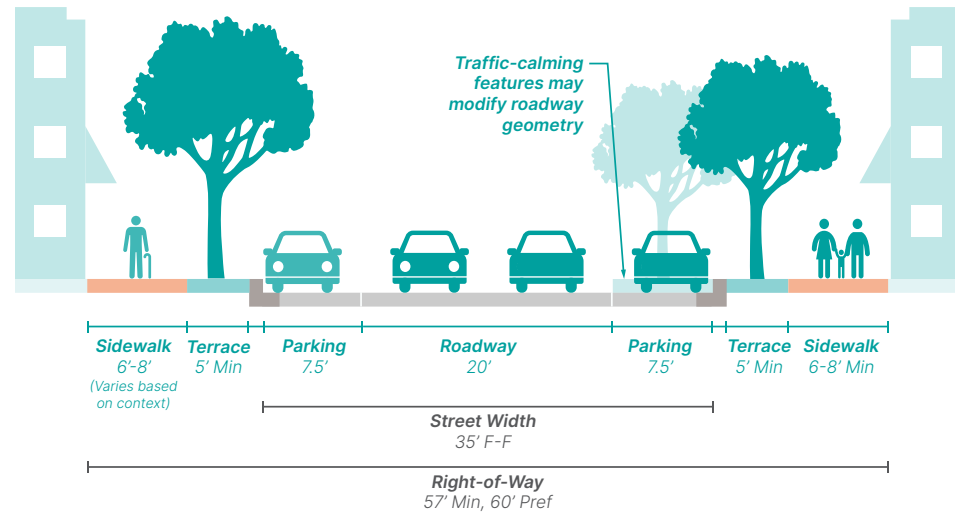 Traffic-calming
features may
modify roadway
geometry
Sidewalk
6’-8’
(Varies based
on context)
Terrace
5’ Min
Parking
7.5’
Roadway
20’
Parking
7.5’
Terrace
5’ Min
Sidewalk
6-8’ Min
Street Width
35’ F-F
Right-of-Way
57’ Min, 60’ Pref